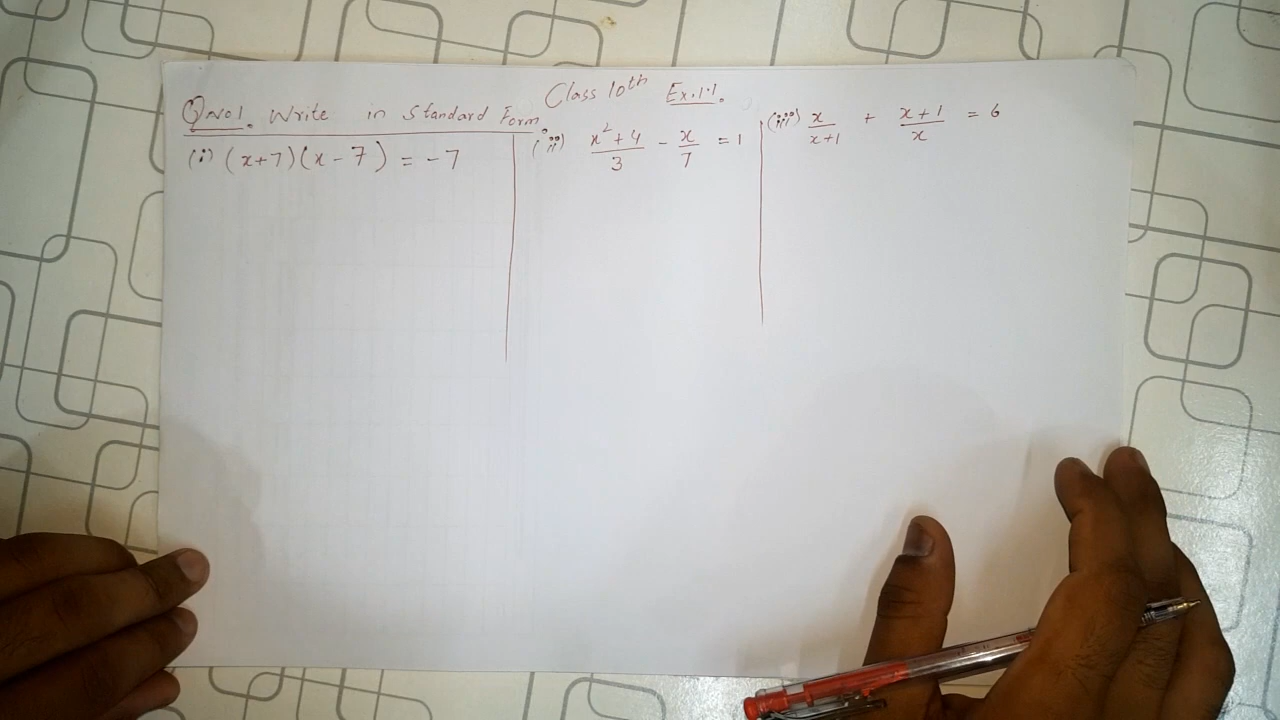 Class 10th Ex.1.1.
Q No1. Write in Standard Form.
(i) (x+7)(x-7) = -7
(ii) x²+4/3 - x/7 = 1
(iii) x/x+1 + x+1/x = 6